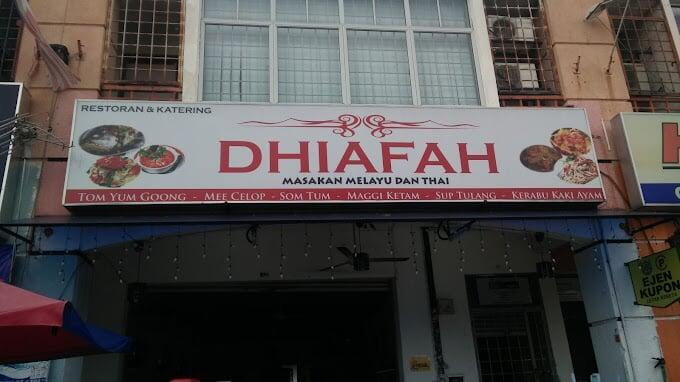 RESTORAN & KATERING
DHIAFAH
MASAKAN MELAYU DAN THAI
TOM YUM GOONG - MEE CELOP - SOM TUM - MAGGI KETAM - SUP TULANG - KERABU KAKI AYAM
P
EJEN
KUPON